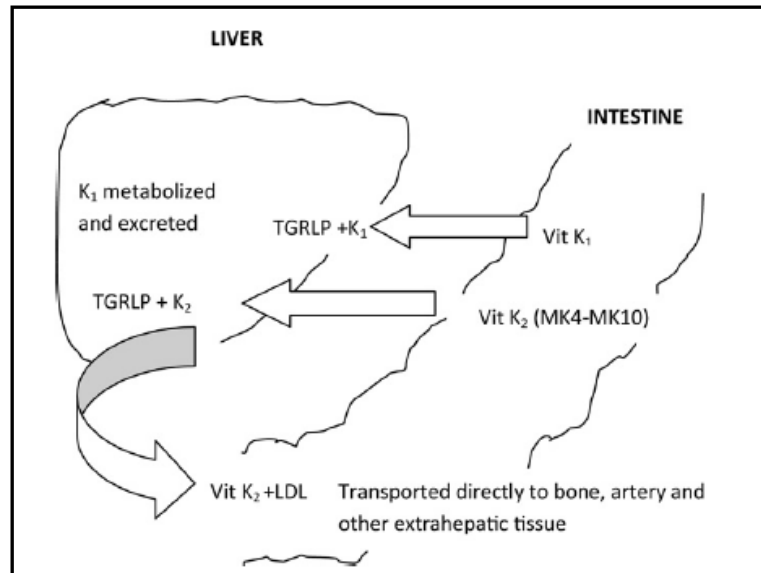 LIVER
INTESTINE
K₁ metabolized
and excreted
TGRLP +K₁
Vit K₁
TGRLP + K₂
Vit K₂ (MK4-MK10)
Vit K₂ +LDL
Transported directly to bone, artery and
other extrahepatic tissue